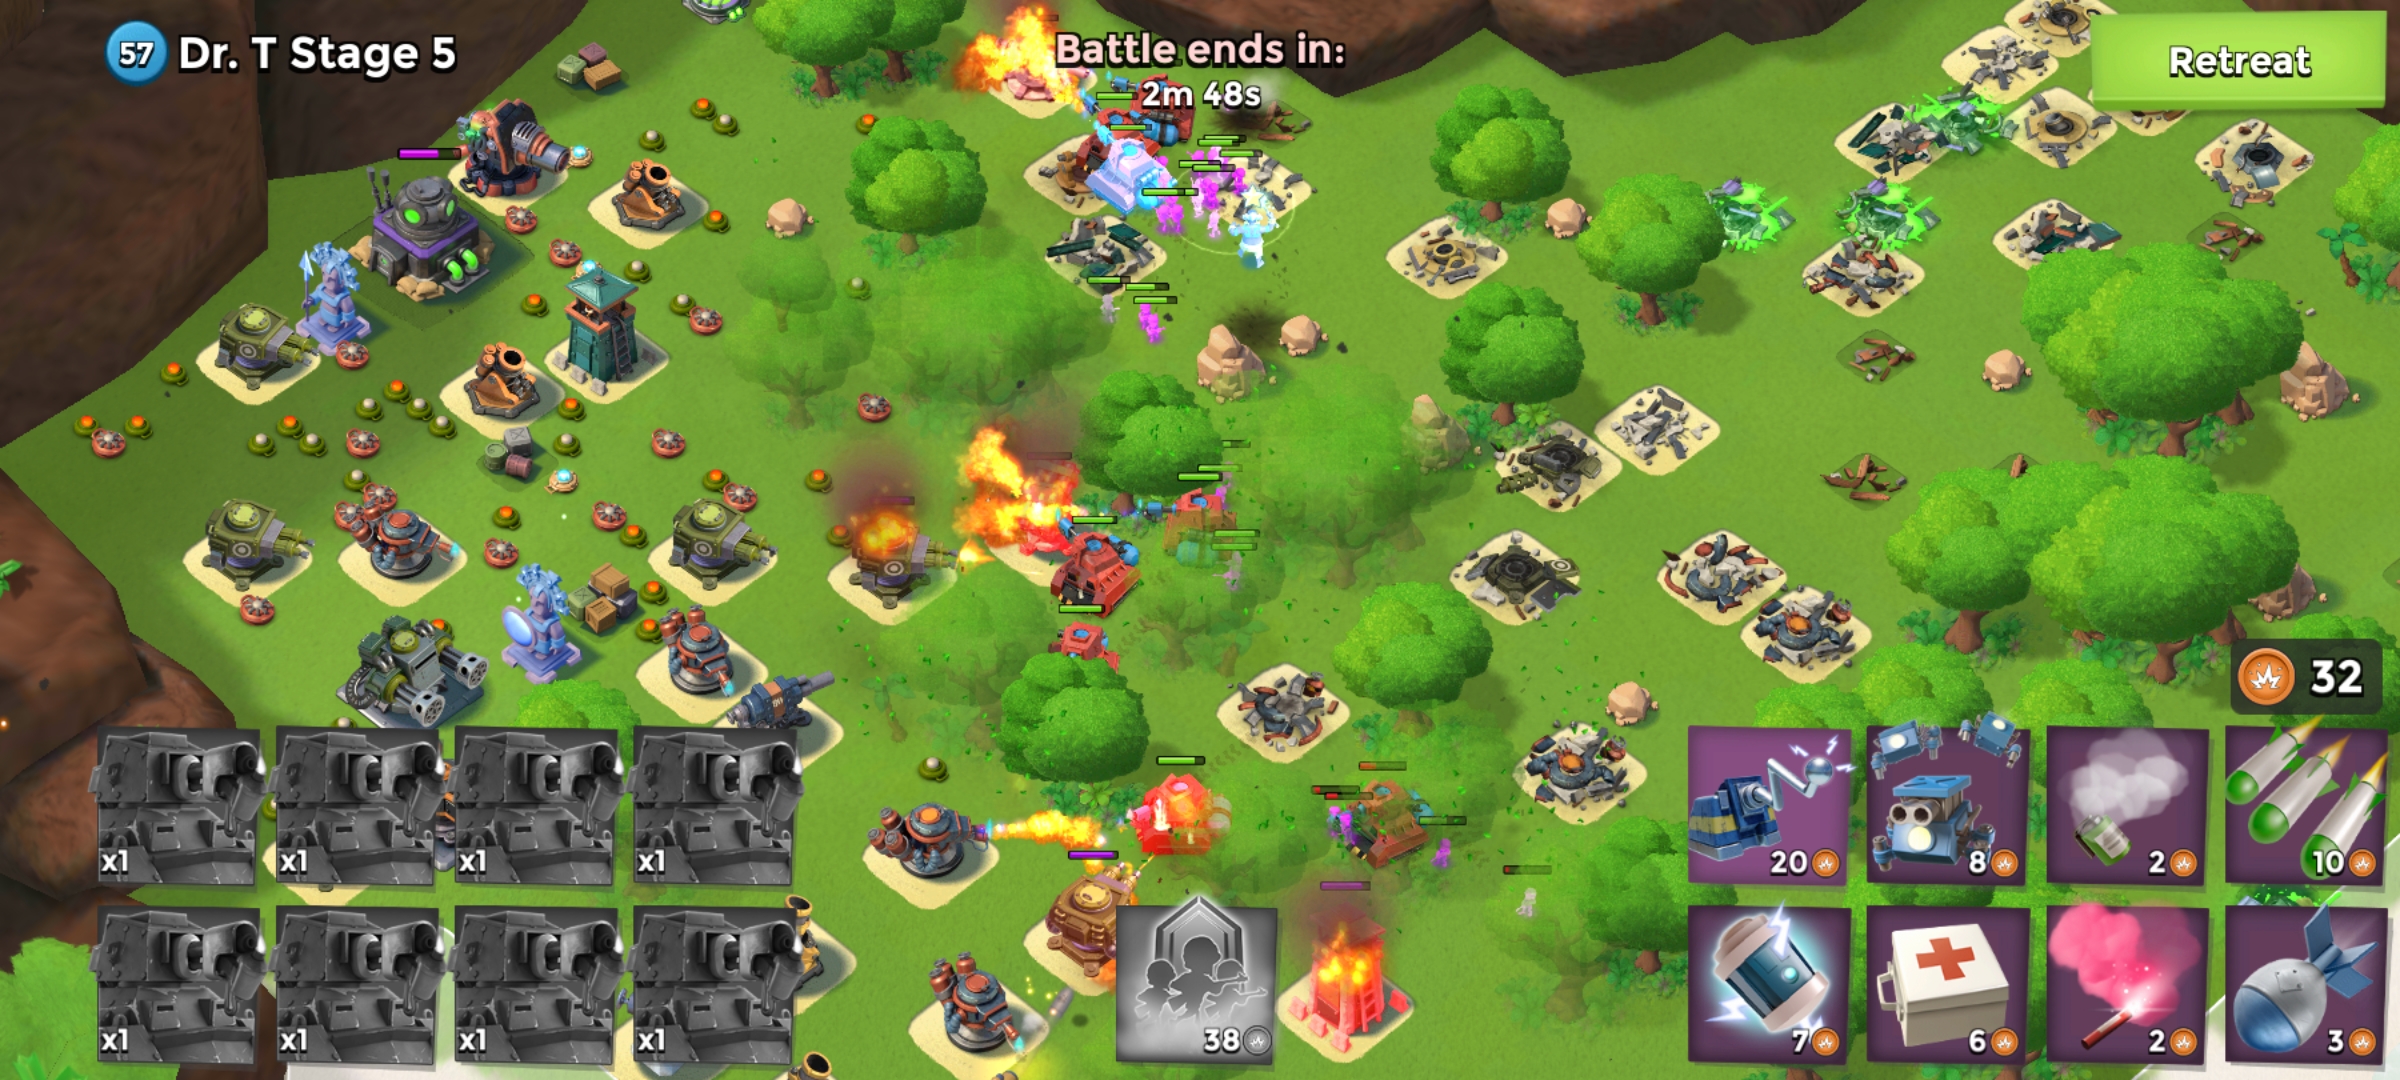 57 Dr. T Stage 5
Battle ends in:
2m 48s
Retreat
32
x1 x1 x1 x1
20 8 2 10
x1 x1 x1 x1
38
7 6 2 3